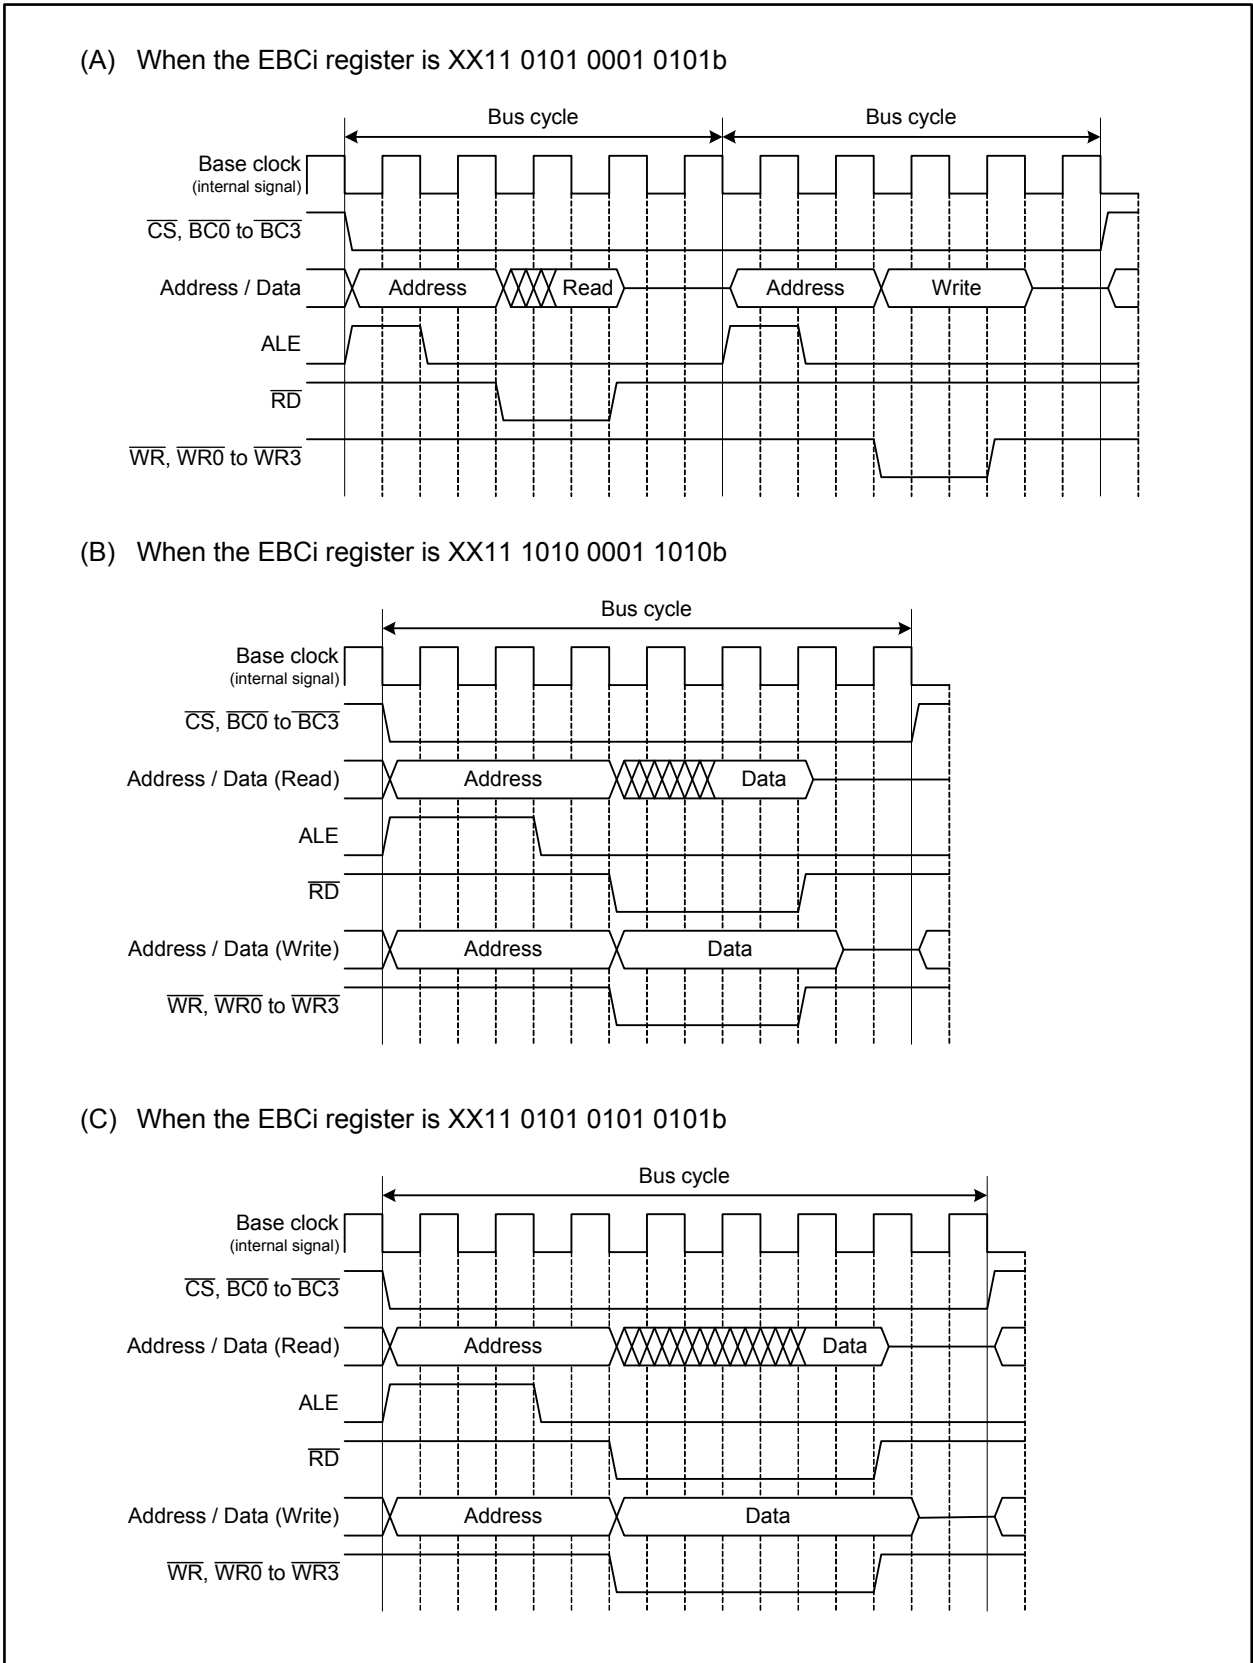 (A) When the EBCi register is XX11 0101 0001 0101b
Bus cycle Bus cycle
Base clock
(internal signal)
CS, BC0 to BC3
Address / Data Address Read Address Write
ALE
RD
WR, WR0 to WR3
(B) When the EBCi register is XX11 1010 0001 1010b
Bus cycle
Base clock
(internal signal)
CS, BC0 to BC3
Address / Data (Read) Address Data
ALE
RD
Address / Data (Write) Address Data
WR, WR0 to WR3
(C) When the EBCi register is XX11 0101 0101 0101b
Bus cycle
Base clock
(internal signal)
CS, BC0 to BC3
Address / Data (Read) Address Data
ALE
RD
Address / Data (Write) Address Data
WR, WR0 to WR3